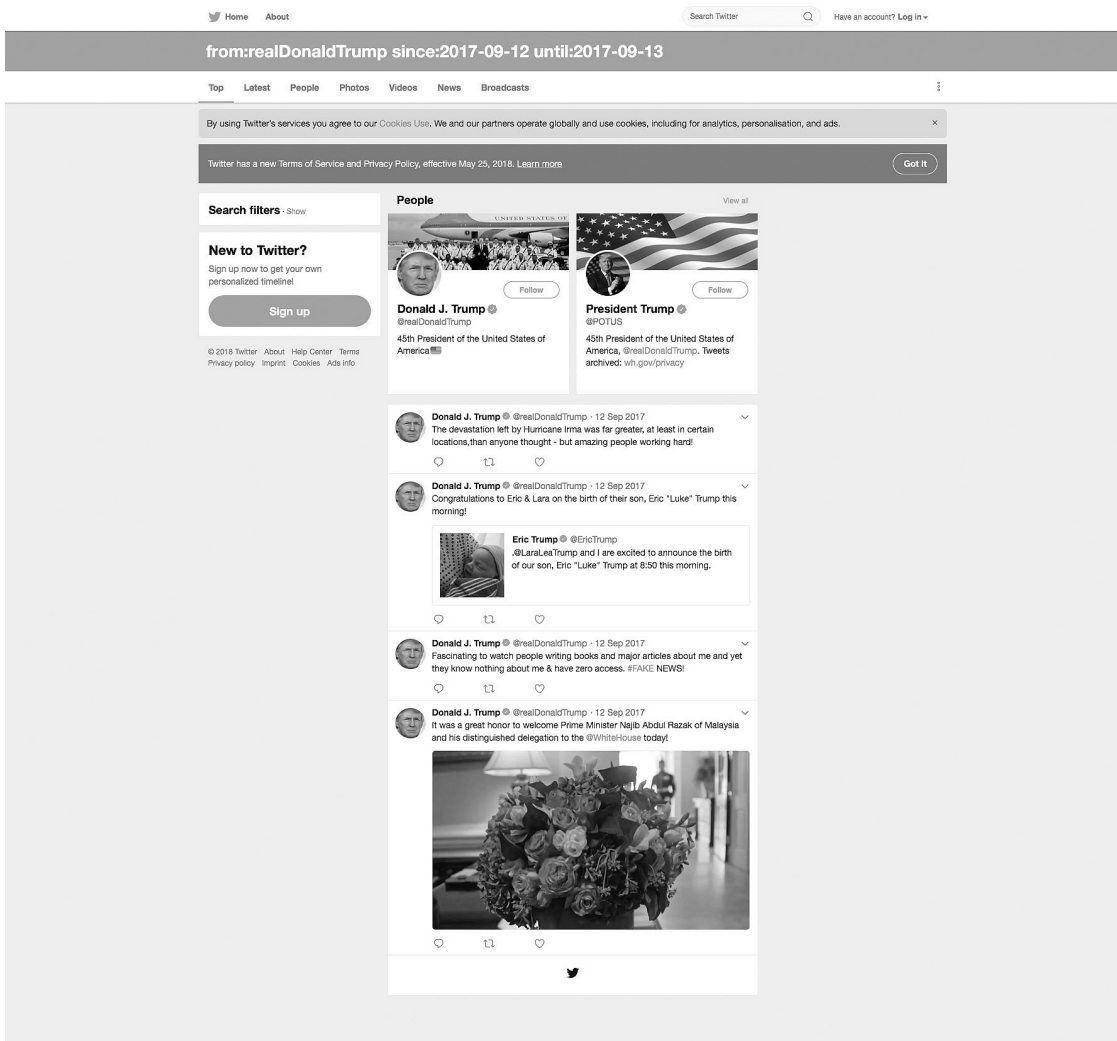 Home About Search Twitter Have an account? Log in
from:realDonaldTrump since:2017-09-12 until:2017-09-13
Top Latest People Photos Videos News Broadcasts
By using Twitter's services you agree to our Cookies Use. We and our partners operate globally and use cookies, including for analytics, personalisation, and ads.
Twitter has a new Terms of Service and Privacy Policy, effective May 25, 2018. Learn more Got it
Search filters · Show
New to Twitter?
Sign up now to get your own
personalized timeline!
Sign up
© 2018 Twitter About Help Center Terms
Privacy policy Imprint Cookies Ads info
People View all
UNITED STATES OF
Follow
Donald J. Trump
@realDonaldTrump
45th President of the United States of
America
Follow
President Trump
@POTUS
45th President of the United States of
America, @realDonaldTrump. Tweets
archived: wh.gov/privacy
Donald J. Trump @realDonaldTrump · 12 Sep 2017
The devastation left by Hurricane Irma was far greater, at least in certain
locations,than anyone thought - but amazing people working hard!
Donald J. Trump @realDonaldTrump · 12 Sep 2017
Congratulations to Eric & Lara on the birth of their son, Eric "Luke" Trump this
morning!
Eric Trump @EricTrump
.@LaraLeaTrump and I are excited to announce the birth
of our son, Eric "Luke" Trump at 8:50 this morning.
Donald J. Trump @realDonaldTrump · 12 Sep 2017
Fascinating to watch people writing books and major articles about me and yet
they know nothing about me & have zero access. #FAKE NEWS!
Donald J. Trump @realDonaldTrump · 12 Sep 2017
It was a great honor to welcome Prime Minister Najib Abdul Razak of Malaysia
and his distinguished delegation to the @WhiteHouse today!